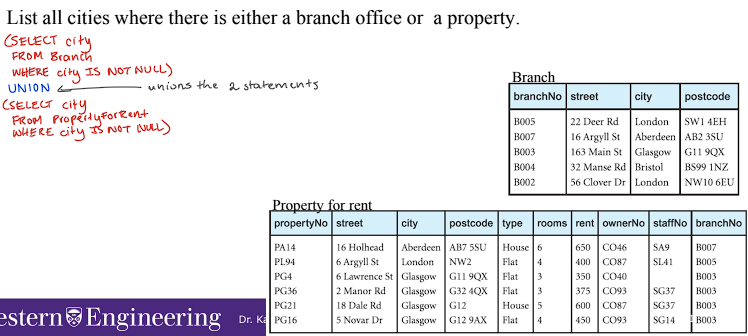 List all cities where there is either a branch office or a property.
(SELECT city
FROM Branch
WHERE city IS NOT NULL)
UNION ← unions the 2 statements
(SELECT city
FROM PropertyForRent
WHERE city IS NOT NULL)
Branch
branchNo street city postcode
B005 22 Deer Rd London SW1 4EH
B007 16 Argyll St Aberdeen AB2 3SU
B003 163 Main St Glasgow G11 9QX
B004 32 Manse Rd Bristol BS99 1NZ
B002 56 Clover Dr London NW10 6EU
Property for rent
propertyNo street city postcode type rooms rent ownerNo staffNo branchNo
PA14 16 Holhead Aberdeen AB7 5SU House 6 650 CO46 SA9 B007
PL94 6 Argyll St London NW2 Flat 4 400 CO87 SL41 B005
PG4 6 Lawrence St Glasgow G11 9QX Flat 3 350 CO40 B003
PG36 2 Manor Rd Glasgow G32 4QX Flat 3 375 CO93 SG37 B003
PG21 18 Dale Rd Glasgow G12 House 5 600 CO87 SG37 B003
PG16 5 Novar Dr Glasgow G12 9AX Flat 4 450 CO93 SG14 B003
estern Engineering Dr. Ka